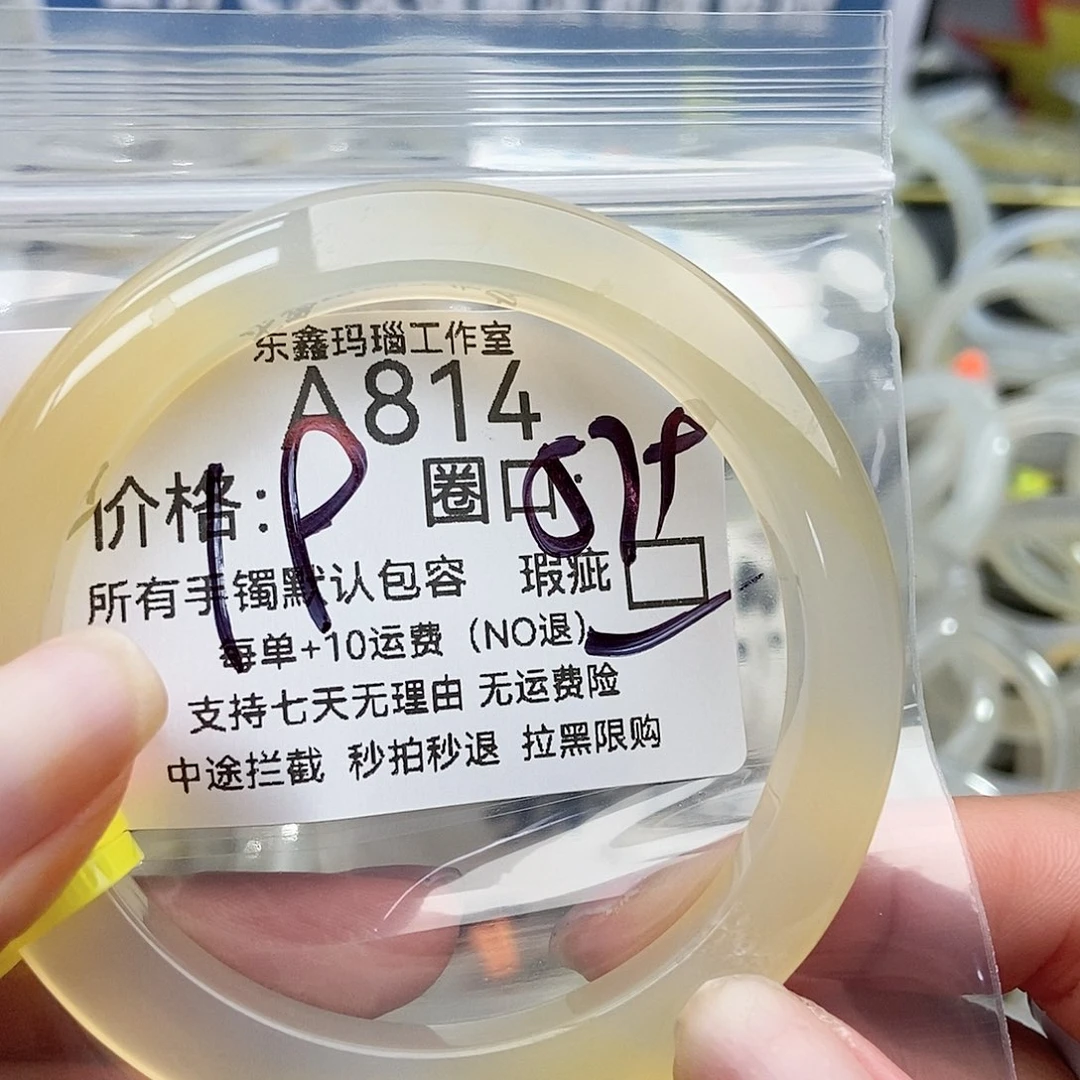 乐鑫玛瑙工作室
A814
价格: 圈口:
所有手镯默认包容 瑕疵
每单+10运费（NO退）
支持七天无理由 无运费险
中途拦截 秒拍秒退 拉黑限购